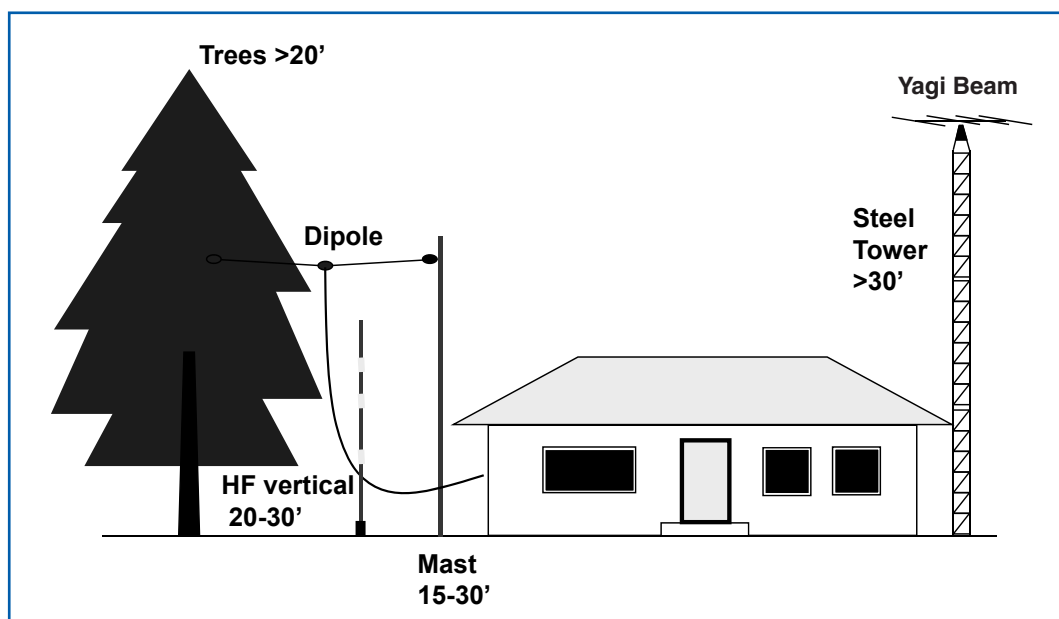 Trees >20’
Yagi Beam
Steel
Tower
>30’
Dipole
HF vertical
20-30’
Mast
15-30’